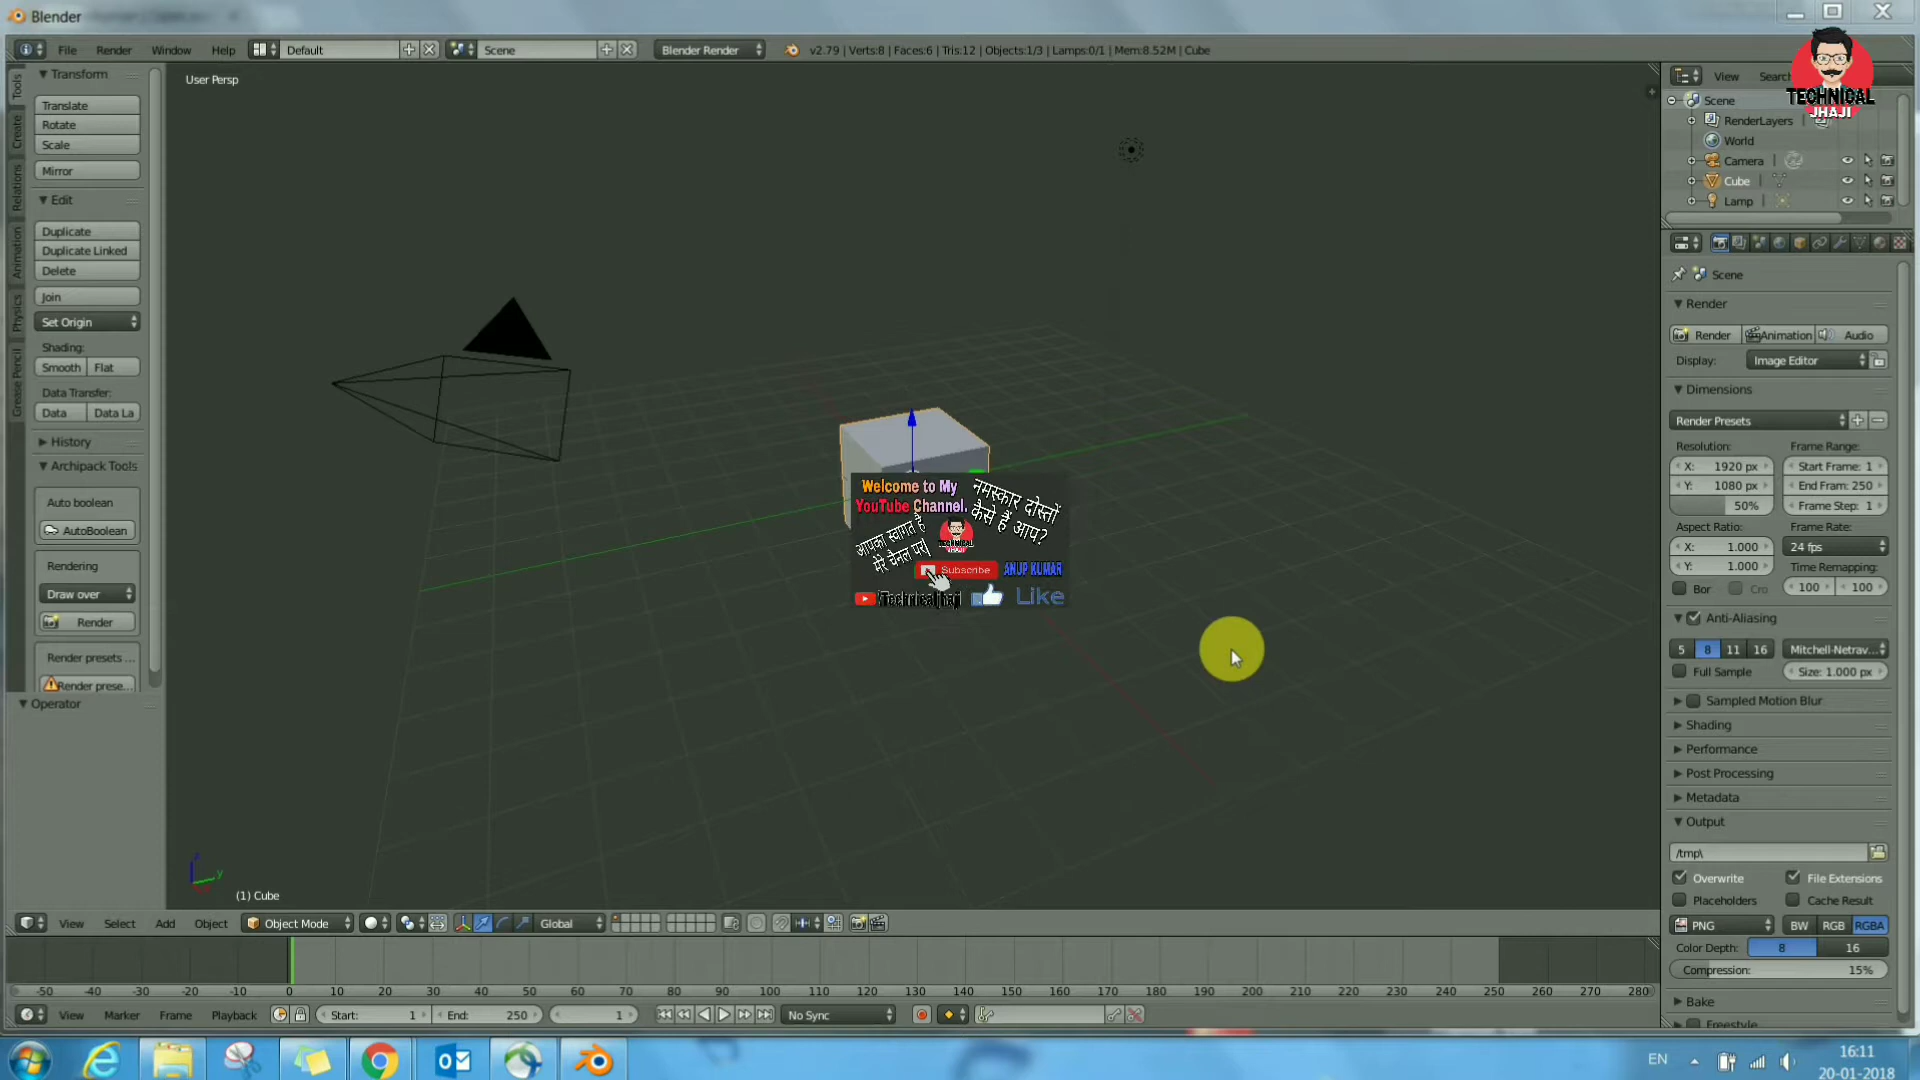 Blender
File Render Window Help Default Scene Blender Render v2.79 | Verts:8 | Faces:6 | Tris:12 | Objects:1/3 | Lamps:0/1 | Mem:8.52M | Cube
Transform
Translate
Rotate
Scale
Mirror
Edit
Duplicate
Duplicate Linked
Delete
Join
Set Origin
Shading:
Smooth Flat
Data Transfer:
Data Data La
History
Archipack Tools
Auto boolean
AutoBoolean
Rendering
Draw over
Render
Render presets ...
Render prese...
Operator
Tools
Create
Relations
Animation
Physics
Grease Pencil
User Persp
Welcome to My
YouTube Channel.
नमस्कार दोस्तों
कैसे हैं आप?
आपका स्वागत है
मेरे चैनल पर|
TECHNICAL
Subscribe
ANUP KUMAR
/Technicaljhaji
Like
z
y
(1) Cube
View Select Add Object Object Mode Global
-50 -40 -30 -20 -10 0 10 20 30 40 50 60 70 80 90 100 110 120 130 140 150 160 170 180 190 200 210 220 230 240 250 260 270 280
View Marker Frame Playback Start: 1 End: 250 1 No Sync
View Search
TECHNICAL
JHAJI
Scene
RenderLayers
World
Camera
Cube
Lamp
Scene
Render
Render Animation Audio
Display: Image Editor
Dimensions
Render Presets
Resolution: Frame Range:
X: 1920 px Start Frame: 1
Y: 1080 px End Fram: 250
50% Frame Step: 1
Aspect Ratio: Frame Rate:
X: 1.000 24 fps
Y: 1.000 Time Remapping:
Bor Cro 100 100
Anti-Aliasing
5 8 11 16 Mitchell-Netrav...
Full Sample Size: 1.000 px
Sampled Motion Blur
Shading
Performance
Post Processing
Metadata
Output
/tmp\
Overwrite File Extensions
Placeholders Cache Result
PNG BW RGB RGBA
Color Depth: 8 16
Compression: 15%
Bake
Freestyle
EN
16:11
20-01-2018